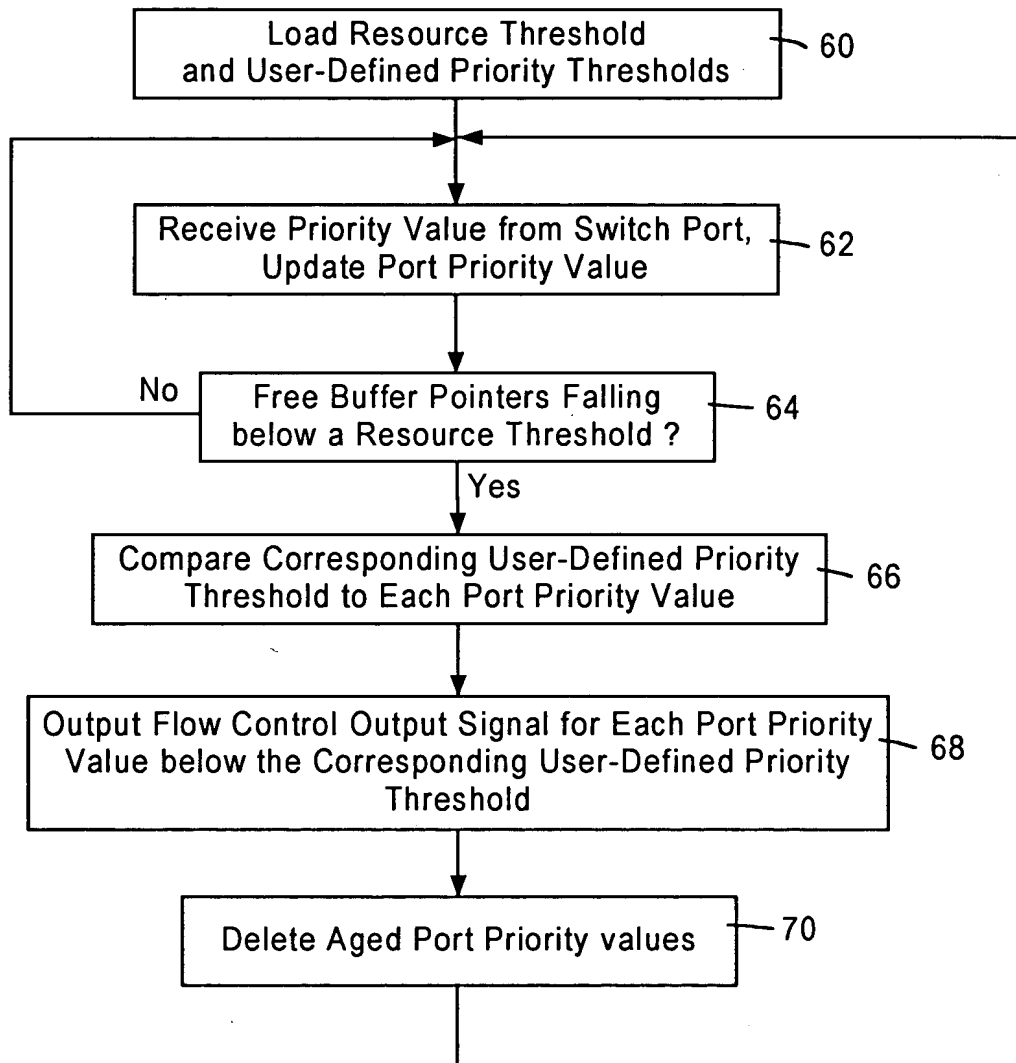 Load Resource Threshold
and User-Defined Priority Thresholds
60
Receive Priority Value from Switch Port,
Update Port Priority Value
62
No
Free Buffer Pointers Falling
below a Resource Threshold ?
64
Yes
Compare Corresponding User-Defined Priority
Threshold to Each Port Priority Value
66
Output Flow Control Output Signal for Each Port Priority
Value below the Corresponding User-Defined Priority
Threshold
68
Delete Aged Port Priority values
70